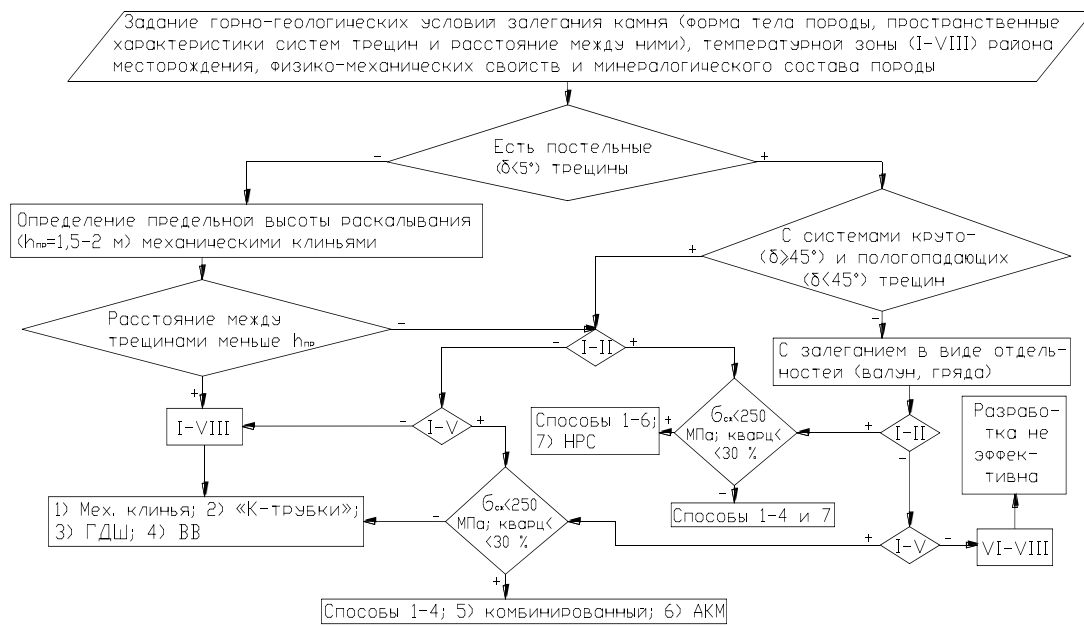 Задание горно-геологических условий залегания камня (форма тела породы, пространственные
характеристики систем трещин и расстояние между ними), температурной зоны (I-VIII) района
месторождения, физико-механических свойств и минералогического состава породы
Есть постельные
(δ<5°) трещины
-
+
Определение предельной высоты раскалывания
(hпр=1,5-2 м) механическими клиньями
С системами круто-
(δ⩾45°) и пологопадающих
(δ<45°) трещин
+
-
Расстояние между
трещинами меньше hпр
-
+
I-II
-
+
С залеганием в виде отдель-
ностей (валун, гряда)
I-VIII
-
I-V
+
Способы 1-6;
7) НРС
+
σсж<250
МПа; кварц<
<30 %
-
+
I-II
-
Разрабо-
тка не
эффек-
тивна
1) Мех. клинья; 2) «К-трубки»;
3) ГДШ; 4) ВВ
-
σсж<250
МПа; кварц<
<30 %
+
Способы 1-4 и 7
+
I-V
-
VI-VIII
Способы 1-4; 5) комбинированный; 6) АКМ